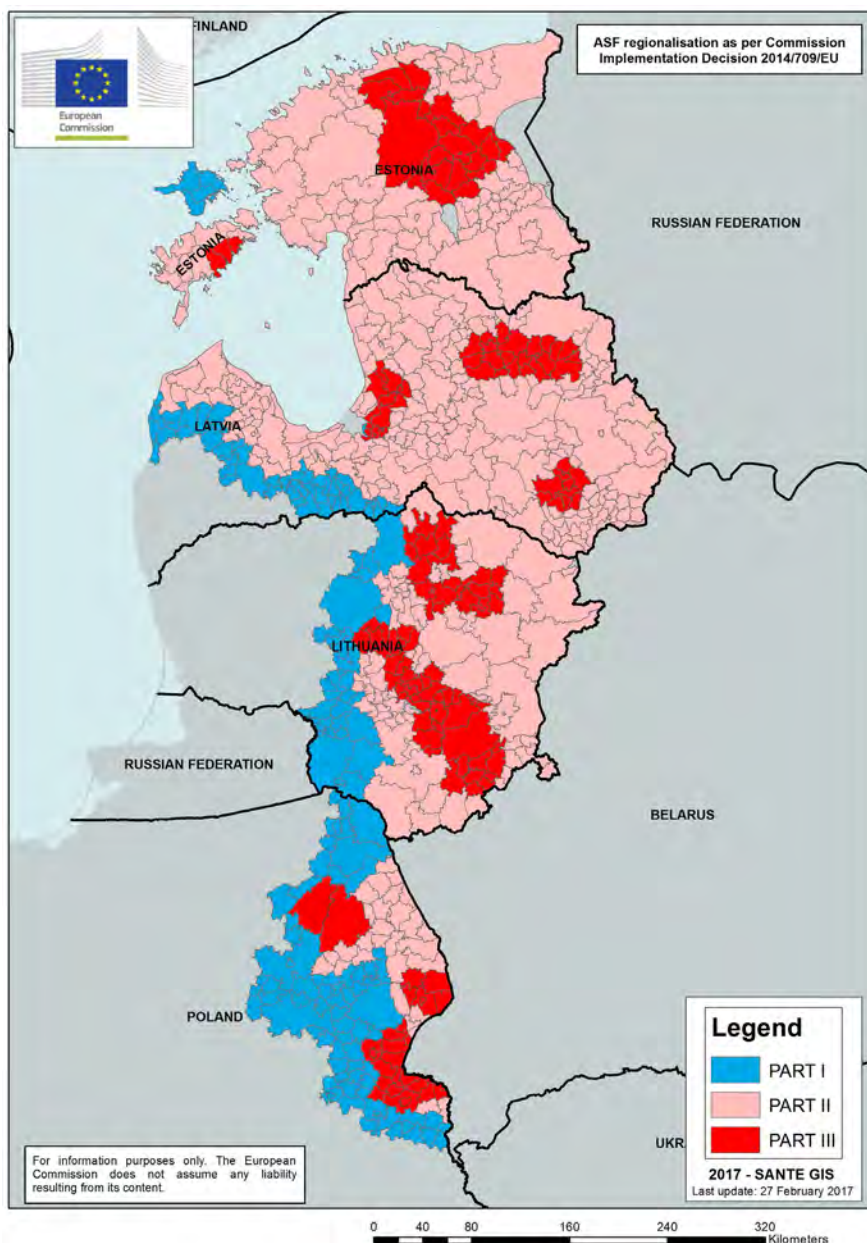 FINLAND
European
Commission
ASF regionalisation as per Commission
Implementation Decision 2014/709/EU
ESTONIA
RUSSIAN FEDERATION
ESTONIA
LATVIA
LITHUANIA
RUSSIAN FEDERATION
BELARUS
POLAND
Legend
PART I
PART II
PART III
UKR
2017 - SANTE GIS
Last update: 27 February 2017
For information purposes only. The European
Commission does not assume any liability
resulting from its content.
0 40 80 160 240 320
Kilometers